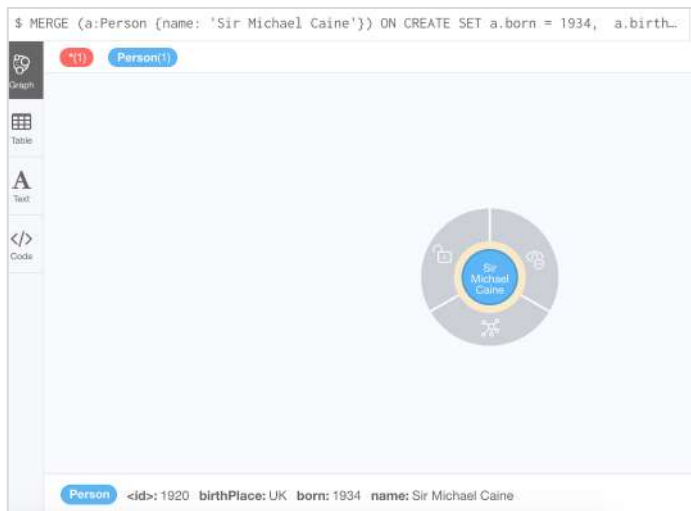 $ MERGE (a:Person {name: 'Sir Michael Caine'}) ON CREATE SET a.born = 1934, a.birth…
*(1) Person(1)
Graph
Table
A
Text
</>
Code
Sir
Michael
Caine
Person <id>: 1920 birthPlace: UK born: 1934 name: Sir Michael Caine